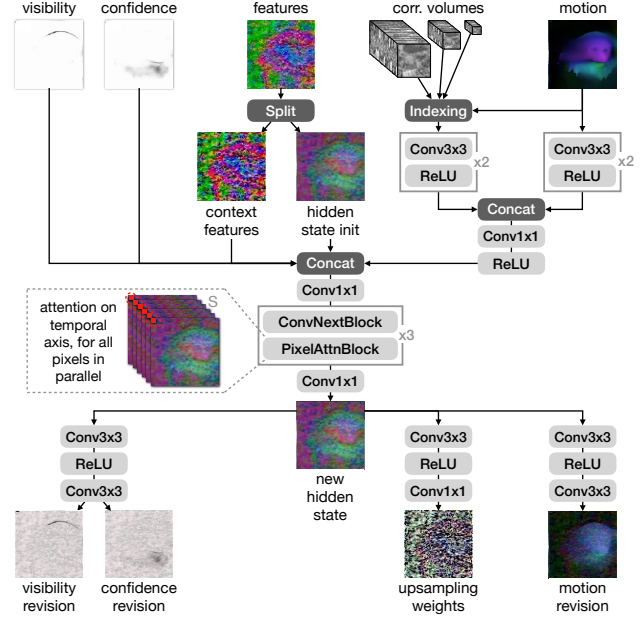 visibility
confidence
features
corr. volumes
motion
Split
Indexing
Conv3x3
ReLU
x2
Conv3x3
ReLU
x2
context
features
hidden
state init
Concat
Conv1x1
ReLU
Concat
Conv1x1
attention on
temporal
axis, for all
pixels in
parallel
S
ConvNextBlock
PixelAttnBlock
x3
Conv1x1
Conv3x3
ReLU
Conv3x3
new
hidden
state
Conv3x3
ReLU
Conv1x1
Conv3x3
ReLU
Conv3x3
visibility
revision
confidence
revision
upsampling
weights
motion
revision